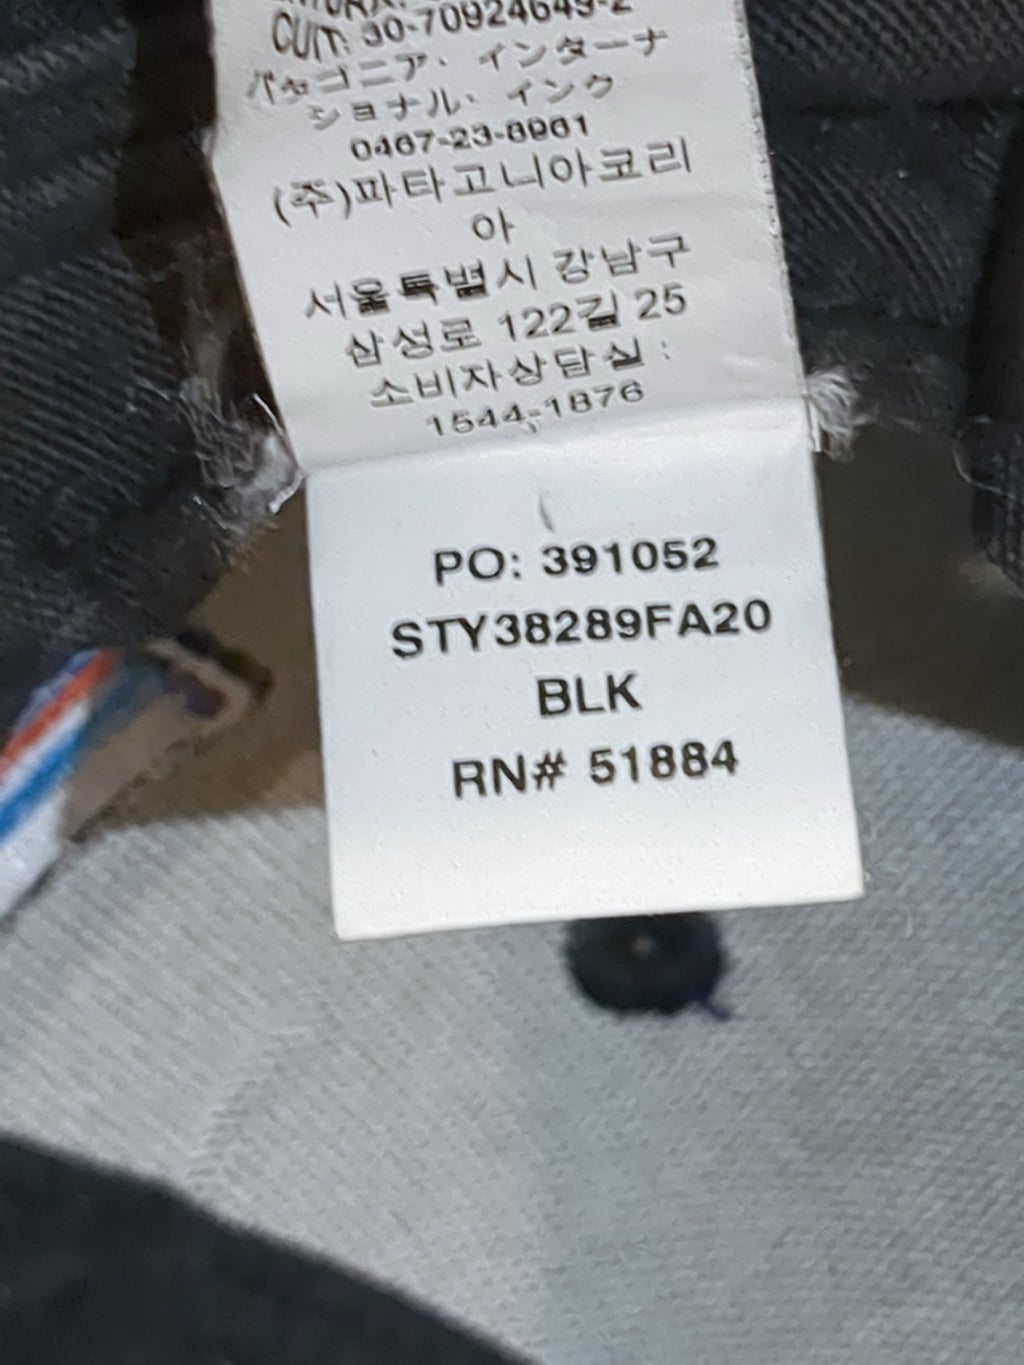 CUIT: 30-70924649-2
パタゴニア・インターナ
ショナル・インク
0467-23-8961
(주)파타고니아코리
아
서울특별시 강남구
삼성로 122길 25
소비자상담실 :
1544-1876
PO: 391052
STY38289FA20
BLK
RN# 51884